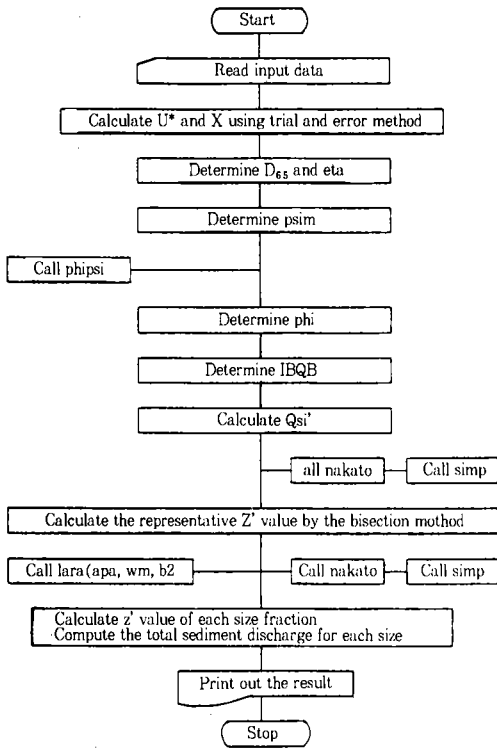 Start
Read input data
Calculate U* and X using trial and error method
Determine D₆₅ and eta
Determine psim
Call phipsi
Determine phi
Determine IBQB
Calculate Qsi'
all nakato
Call simp
Calculate the representative Z' value by the bisection mothod
Call lara(apa, wm, b2
Call nakato
Call simp
Calculate z' value of each size fraction
Compute the total sediment discharge for each size
Print out the result
Stop